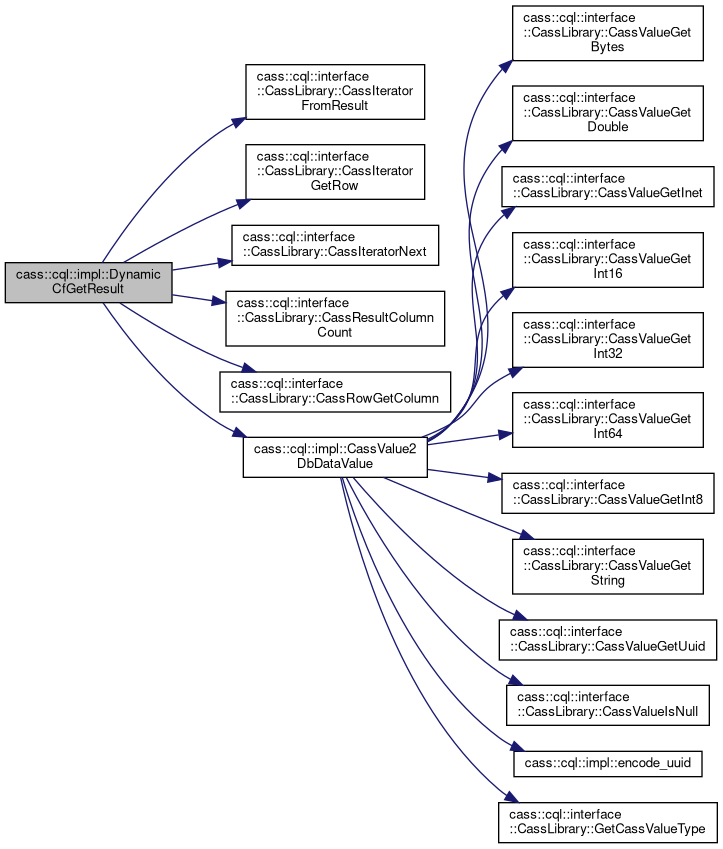 cass::cql::impl::Dynamic
CfGetResult
cass::cql::interface
::CassLibrary::CassIterator
FromResult
cass::cql::interface
::CassLibrary::CassIterator
GetRow
cass::cql::interface
::CassLibrary::CassIteratorNext
cass::cql::interface
::CassLibrary::CassResultColumn
Count
cass::cql::interface
::CassLibrary::CassRowGetColumn
cass::cql::impl::CassValue2
DbDataValue
cass::cql::interface
::CassLibrary::CassValueGet
Bytes
cass::cql::interface
::CassLibrary::CassValueGet
Double
cass::cql::interface
::CassLibrary::CassValueGetInet
cass::cql::interface
::CassLibrary::CassValueGet
Int16
cass::cql::interface
::CassLibrary::CassValueGet
Int32
cass::cql::interface
::CassLibrary::CassValueGet
Int64
cass::cql::interface
::CassLibrary::CassValueGetInt8
cass::cql::interface
::CassLibrary::CassValueGet
String
cass::cql::interface
::CassLibrary::CassValueGetUuid
cass::cql::interface
::CassLibrary::CassValueIsNull
cass::cql::impl::encode_uuid
cass::cql::interface
::CassLibrary::GetCassValueType